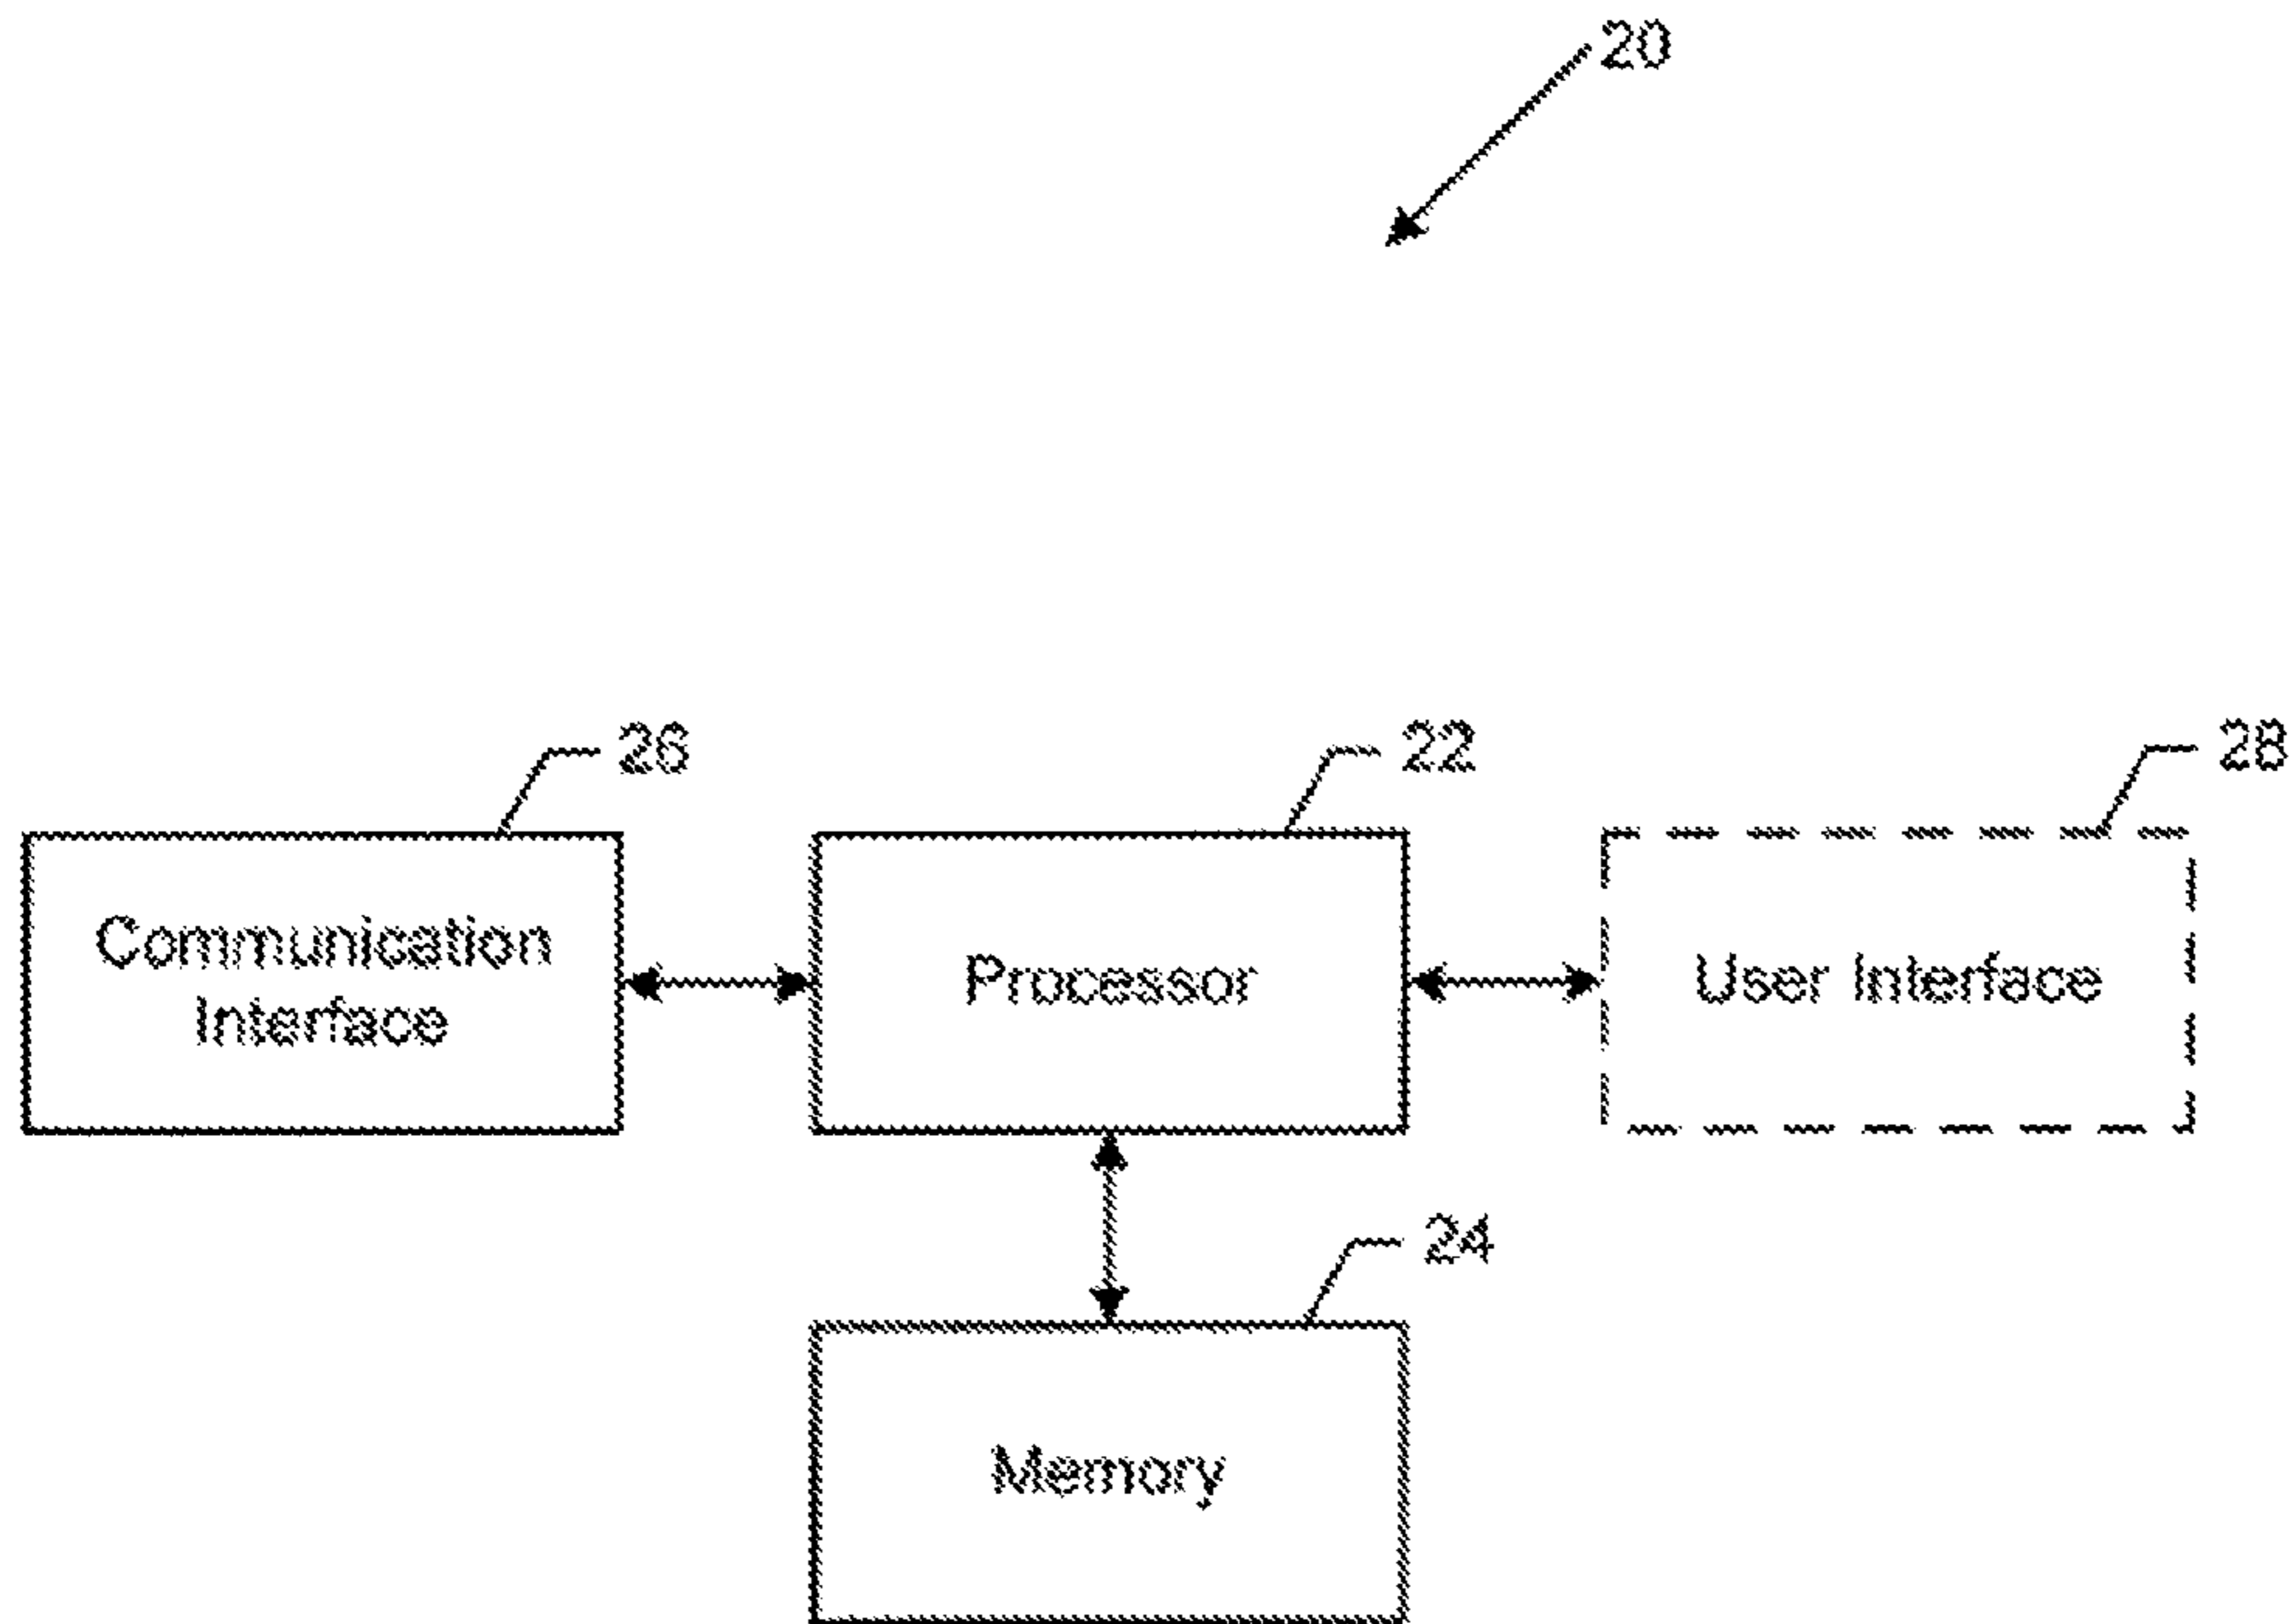 20
26
22
28
Communication
Interface
Processor
User Interface
24
Memory